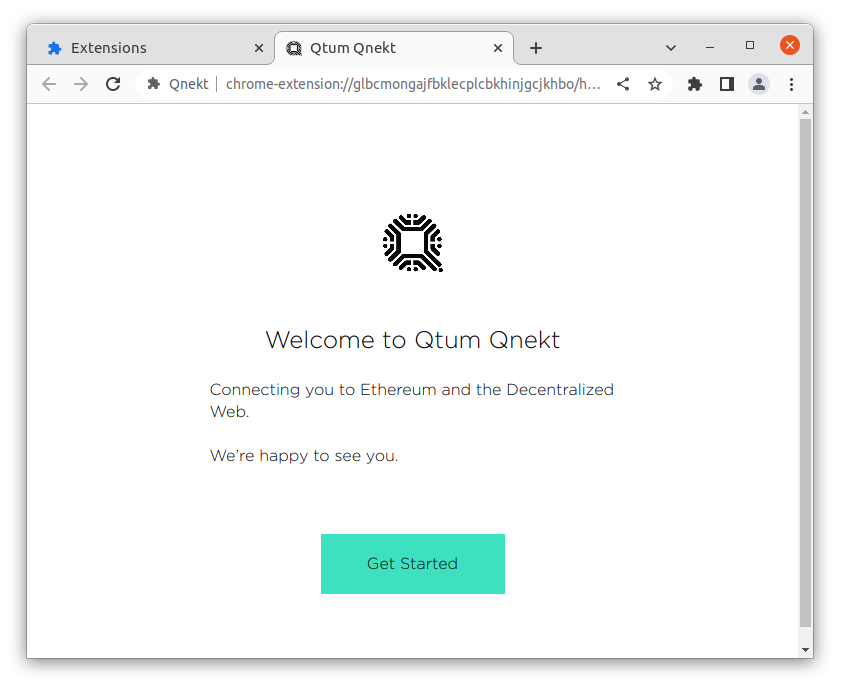 Extensions
Qtum Qnekt
Qnekt
chrome-extension://glbcmongajfbklecplcbkhinjgcjkhbo/h...
Welcome to Qtum Qnekt
Connecting you to Ethereum and the Decentralized
Web.
We’re happy to see you.
Get Started